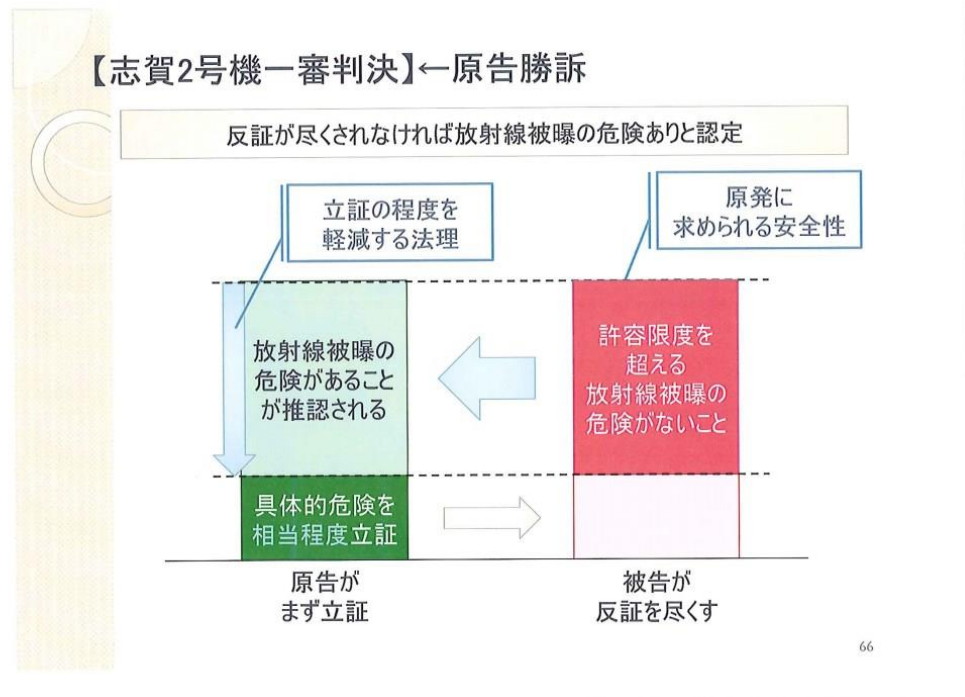 【志賀2号機一審判決】←原告勝訴
反証が尽くされなければ放射線被曝の危険ありと認定
立証の程度を
軽減する法理
原発に
求められる安全性
放射線被曝の
危険があること
が推認される
許容限度を
超える
放射線被曝の
危険がないこと
具体的危険を
相当程度立証
原告が
まず立証
被告が
反証を尽くす
66